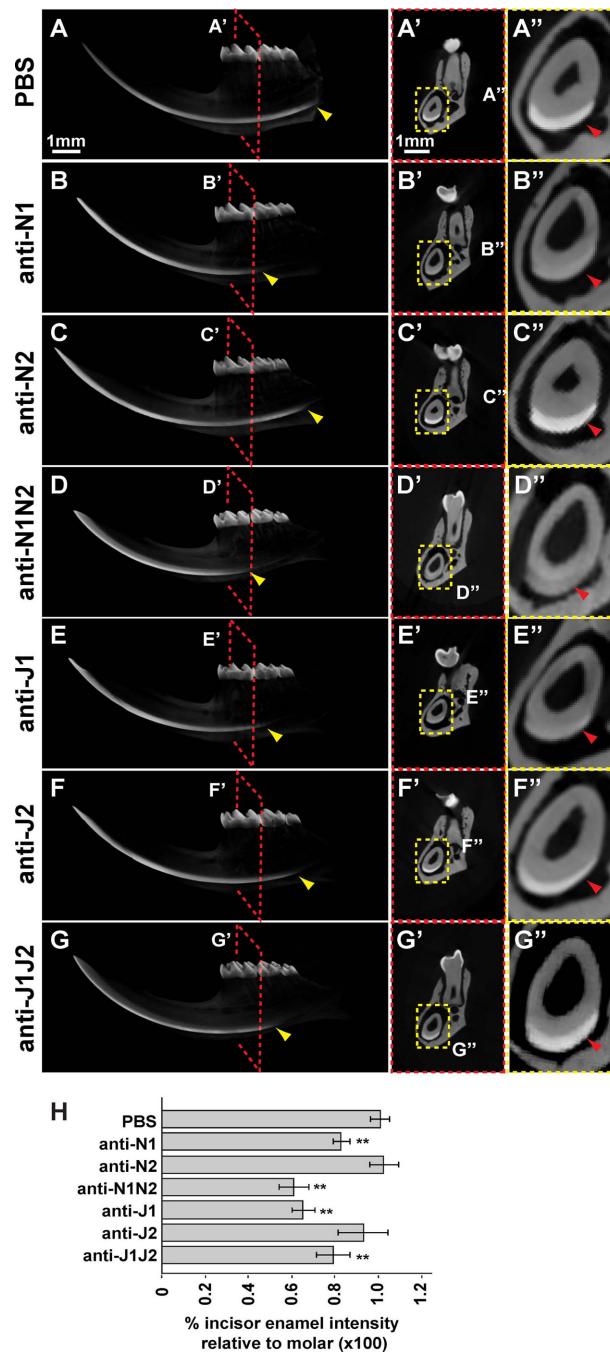 PBS
A
A’
1mm
A’
A”
1mm
A”
anti-N1
B
B’
B’
B”
B”
anti-N2
C
C’
C’
C”
C”
anti-N1N2
D
D’
D’
D”
D”
anti-J1
E
E’
E’
E”
E”
anti-J2
F
F’
F’
F”
F”
anti-J1J2
G
G’
G’
G”
G”
H
PBS
anti-N1 **
anti-N2
anti-N1N2 **
anti-J1 **
anti-J2
anti-J1J2 **
0.0 0.2 0.4 0.6 0.8 1.0 1.2
% incisor enamel intensity
relative to molar (x100)